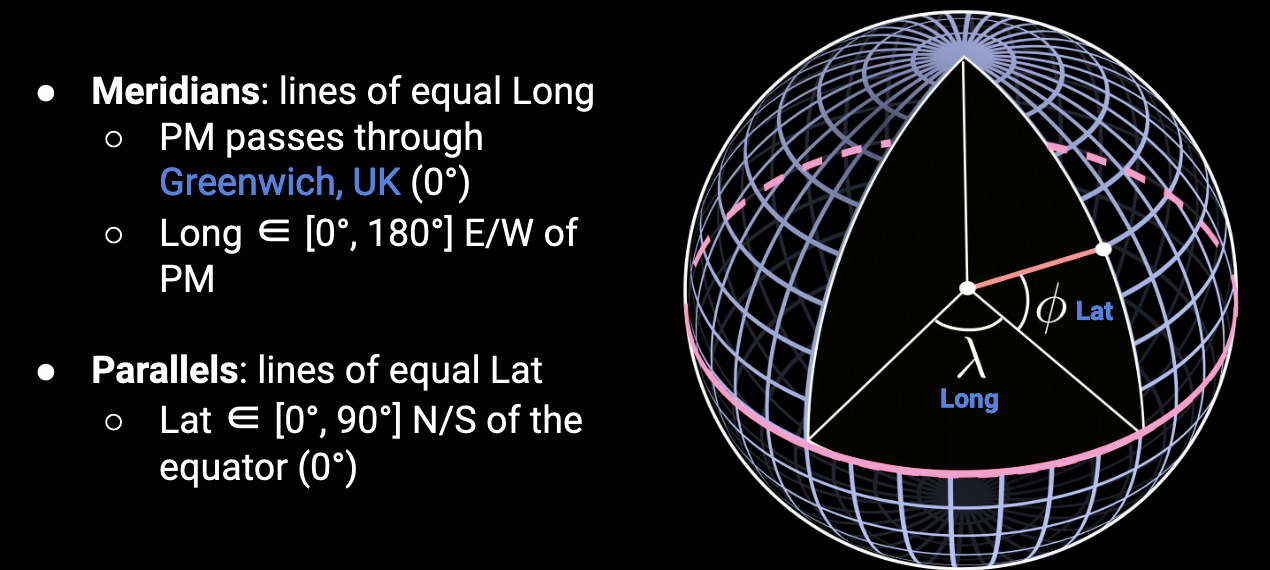 ● Meridians: lines of equal Long
○ PM passes through
Greenwich, UK (0°)
○ Long ∈ [0°, 180°] E/W of
PM
● Parallels: lines of equal Lat
○ Lat ∈ [0°, 90°] N/S of the
equator (0°)
ϕ Lat
λ
Long